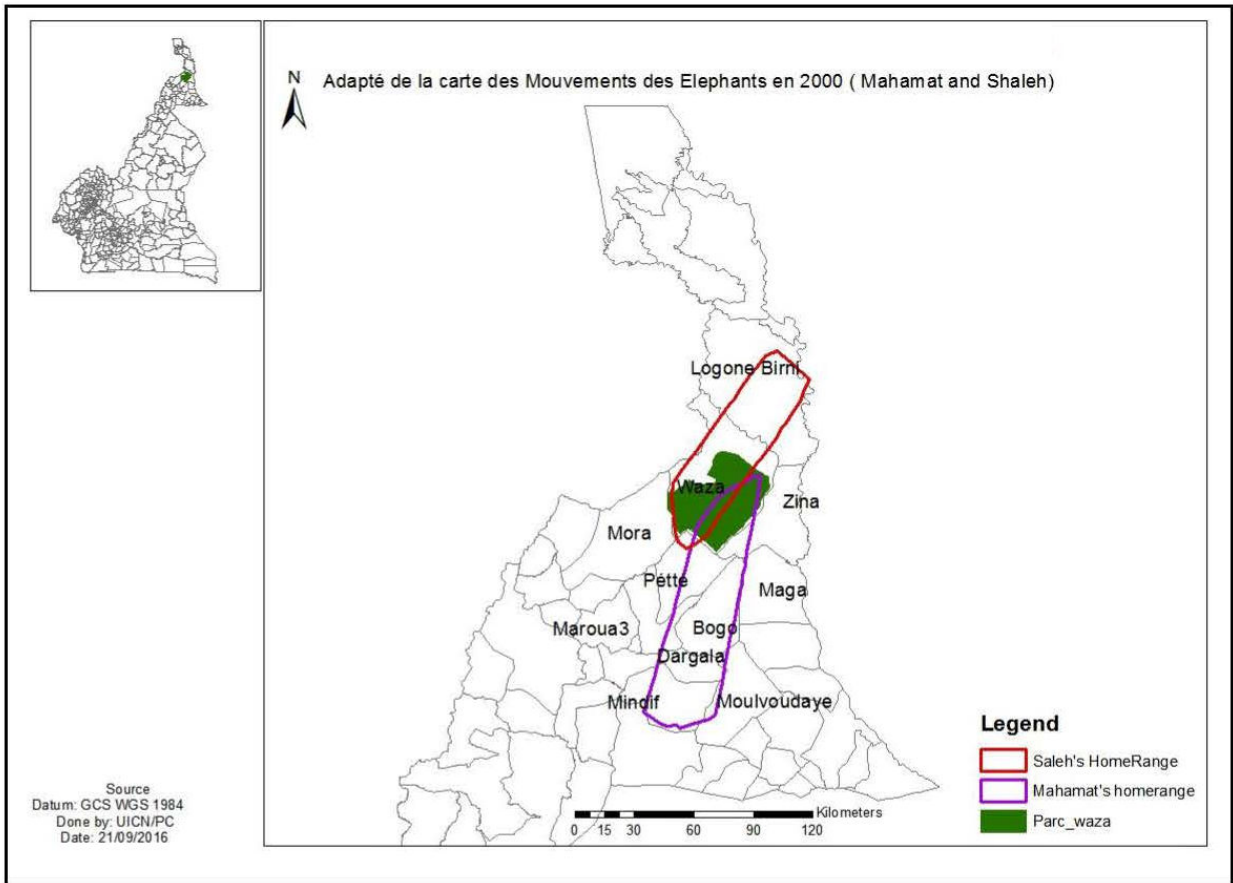 N
Adapté de la carte des Mouvements des Elephants en 2000 ( Mahamat and Shaleh)
Logone Birni
Waza
Zina
Mora
Pétté
Maga
Maroua3
Bogo
Dargala
Mindif
Moulvoudaye
Legend
Saleh's HomeRange
Mahamat's homerange
Parc_waza
Kilometers
0 15 30 60 90 120
Source
Datum: GCS WGS 1984
Done by: UICN/PC
Date: 21/09/2016